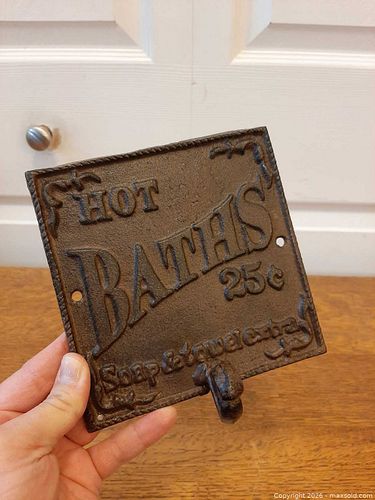 HOT
BATHS
25¢
Soap & towel extra
Copyright 2026 - maxsold.com